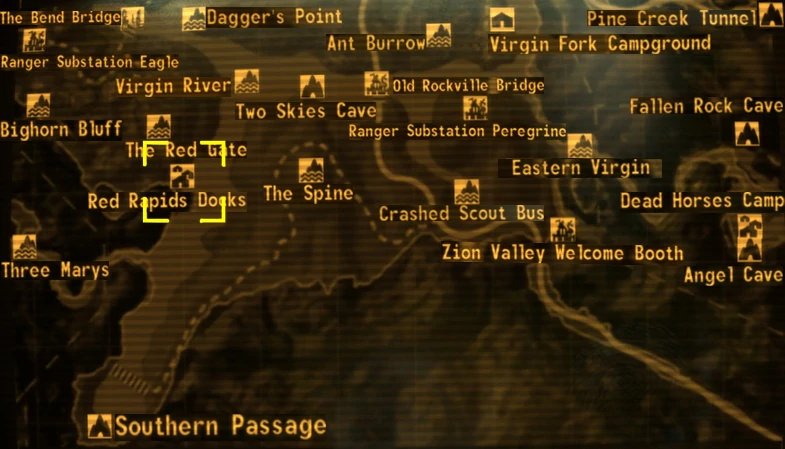 The Bend Bridge
Dagger's Point
Pine Creek Tunnel
Ant Burrow
Virgin Fork Campground
Ranger Substation Eagle
Virgin River
Old Rockville Bridge
Two Skies Cave
Fallen Rock Cave
Bighorn Bluff
Ranger Substation Peregrine
The Red Gate
Eastern Virgin
The Spine
Red Rapids Docks
Dead Horses Camp
Crashed Scout Bus
Zion Valley Welcome Booth
Three Marys
Angel Cave
Southern Passage